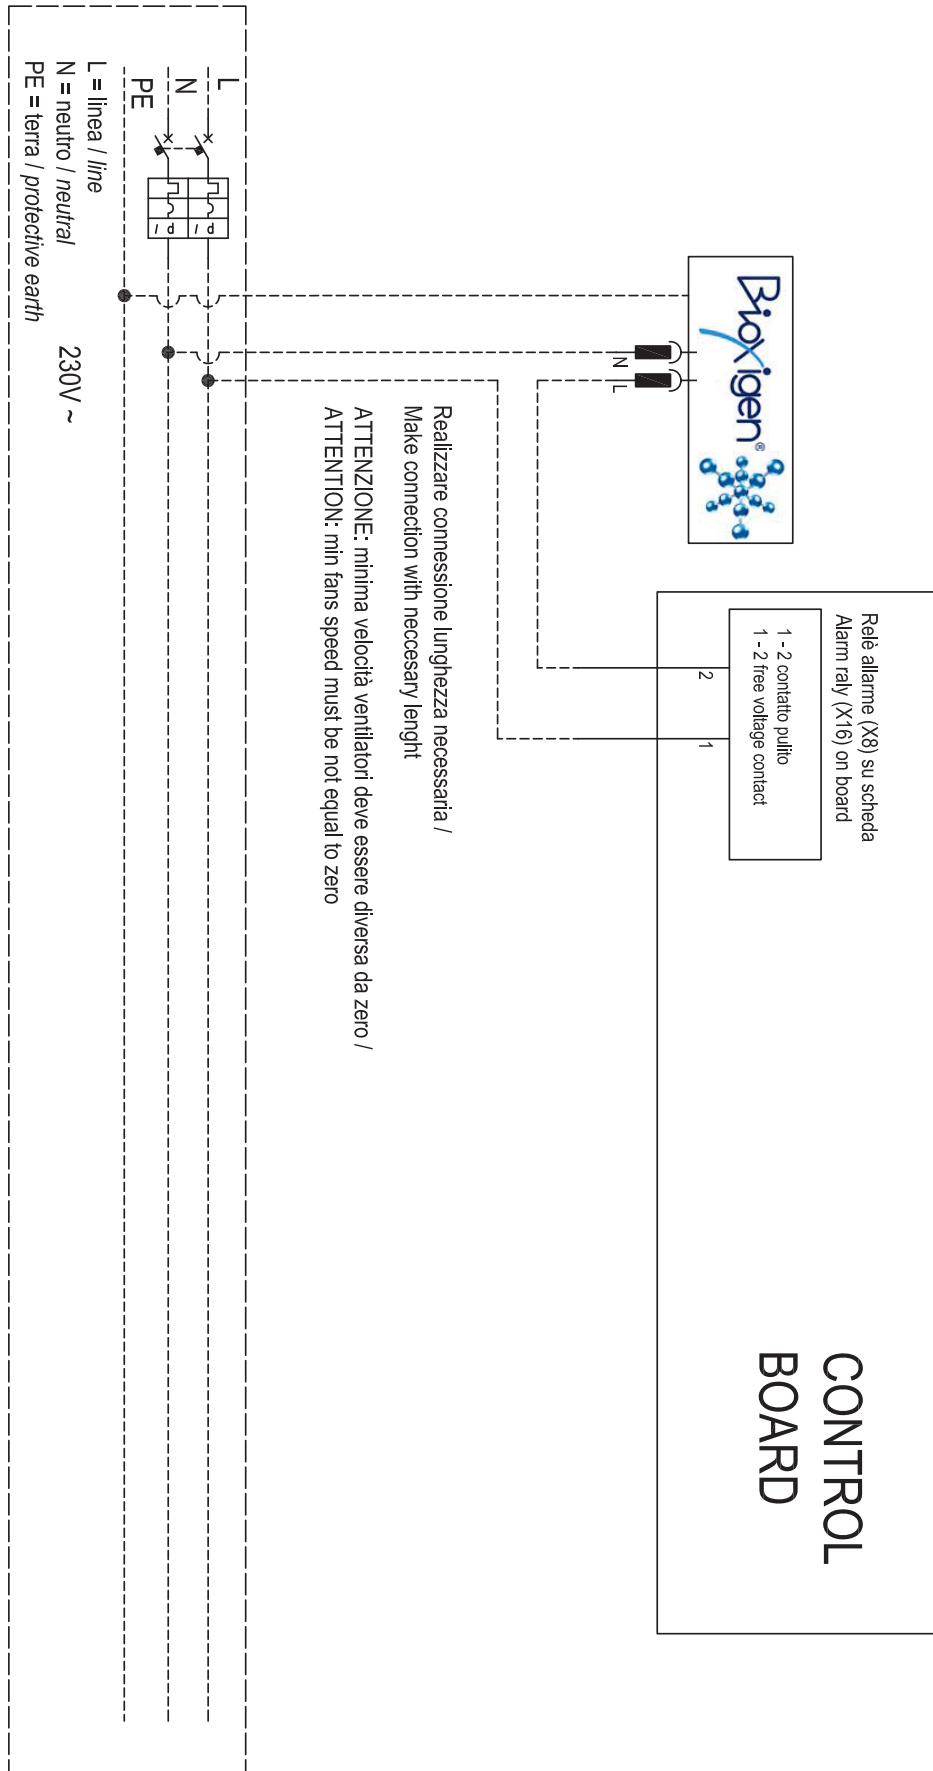 Bioxigen®
Relè allarme (X8) su scheda
Alarm raly (X16) on board
1 - 2 contatto pulito
1 - 2 free voltage contact
2
1
CONTROL
BOARD
N
L
Realizzare connessione lunghezza necessaria /
Make connection with neccesary lenght
ATTENZIONE: minima velocità ventilatori deve essere diversa da zero /
ATTENTION: min fans speed must be not equal to zero
L
N
PE
I d
I d
L = linea / line
N = neutro / neutral
PE = terra / protective earth
230V ~